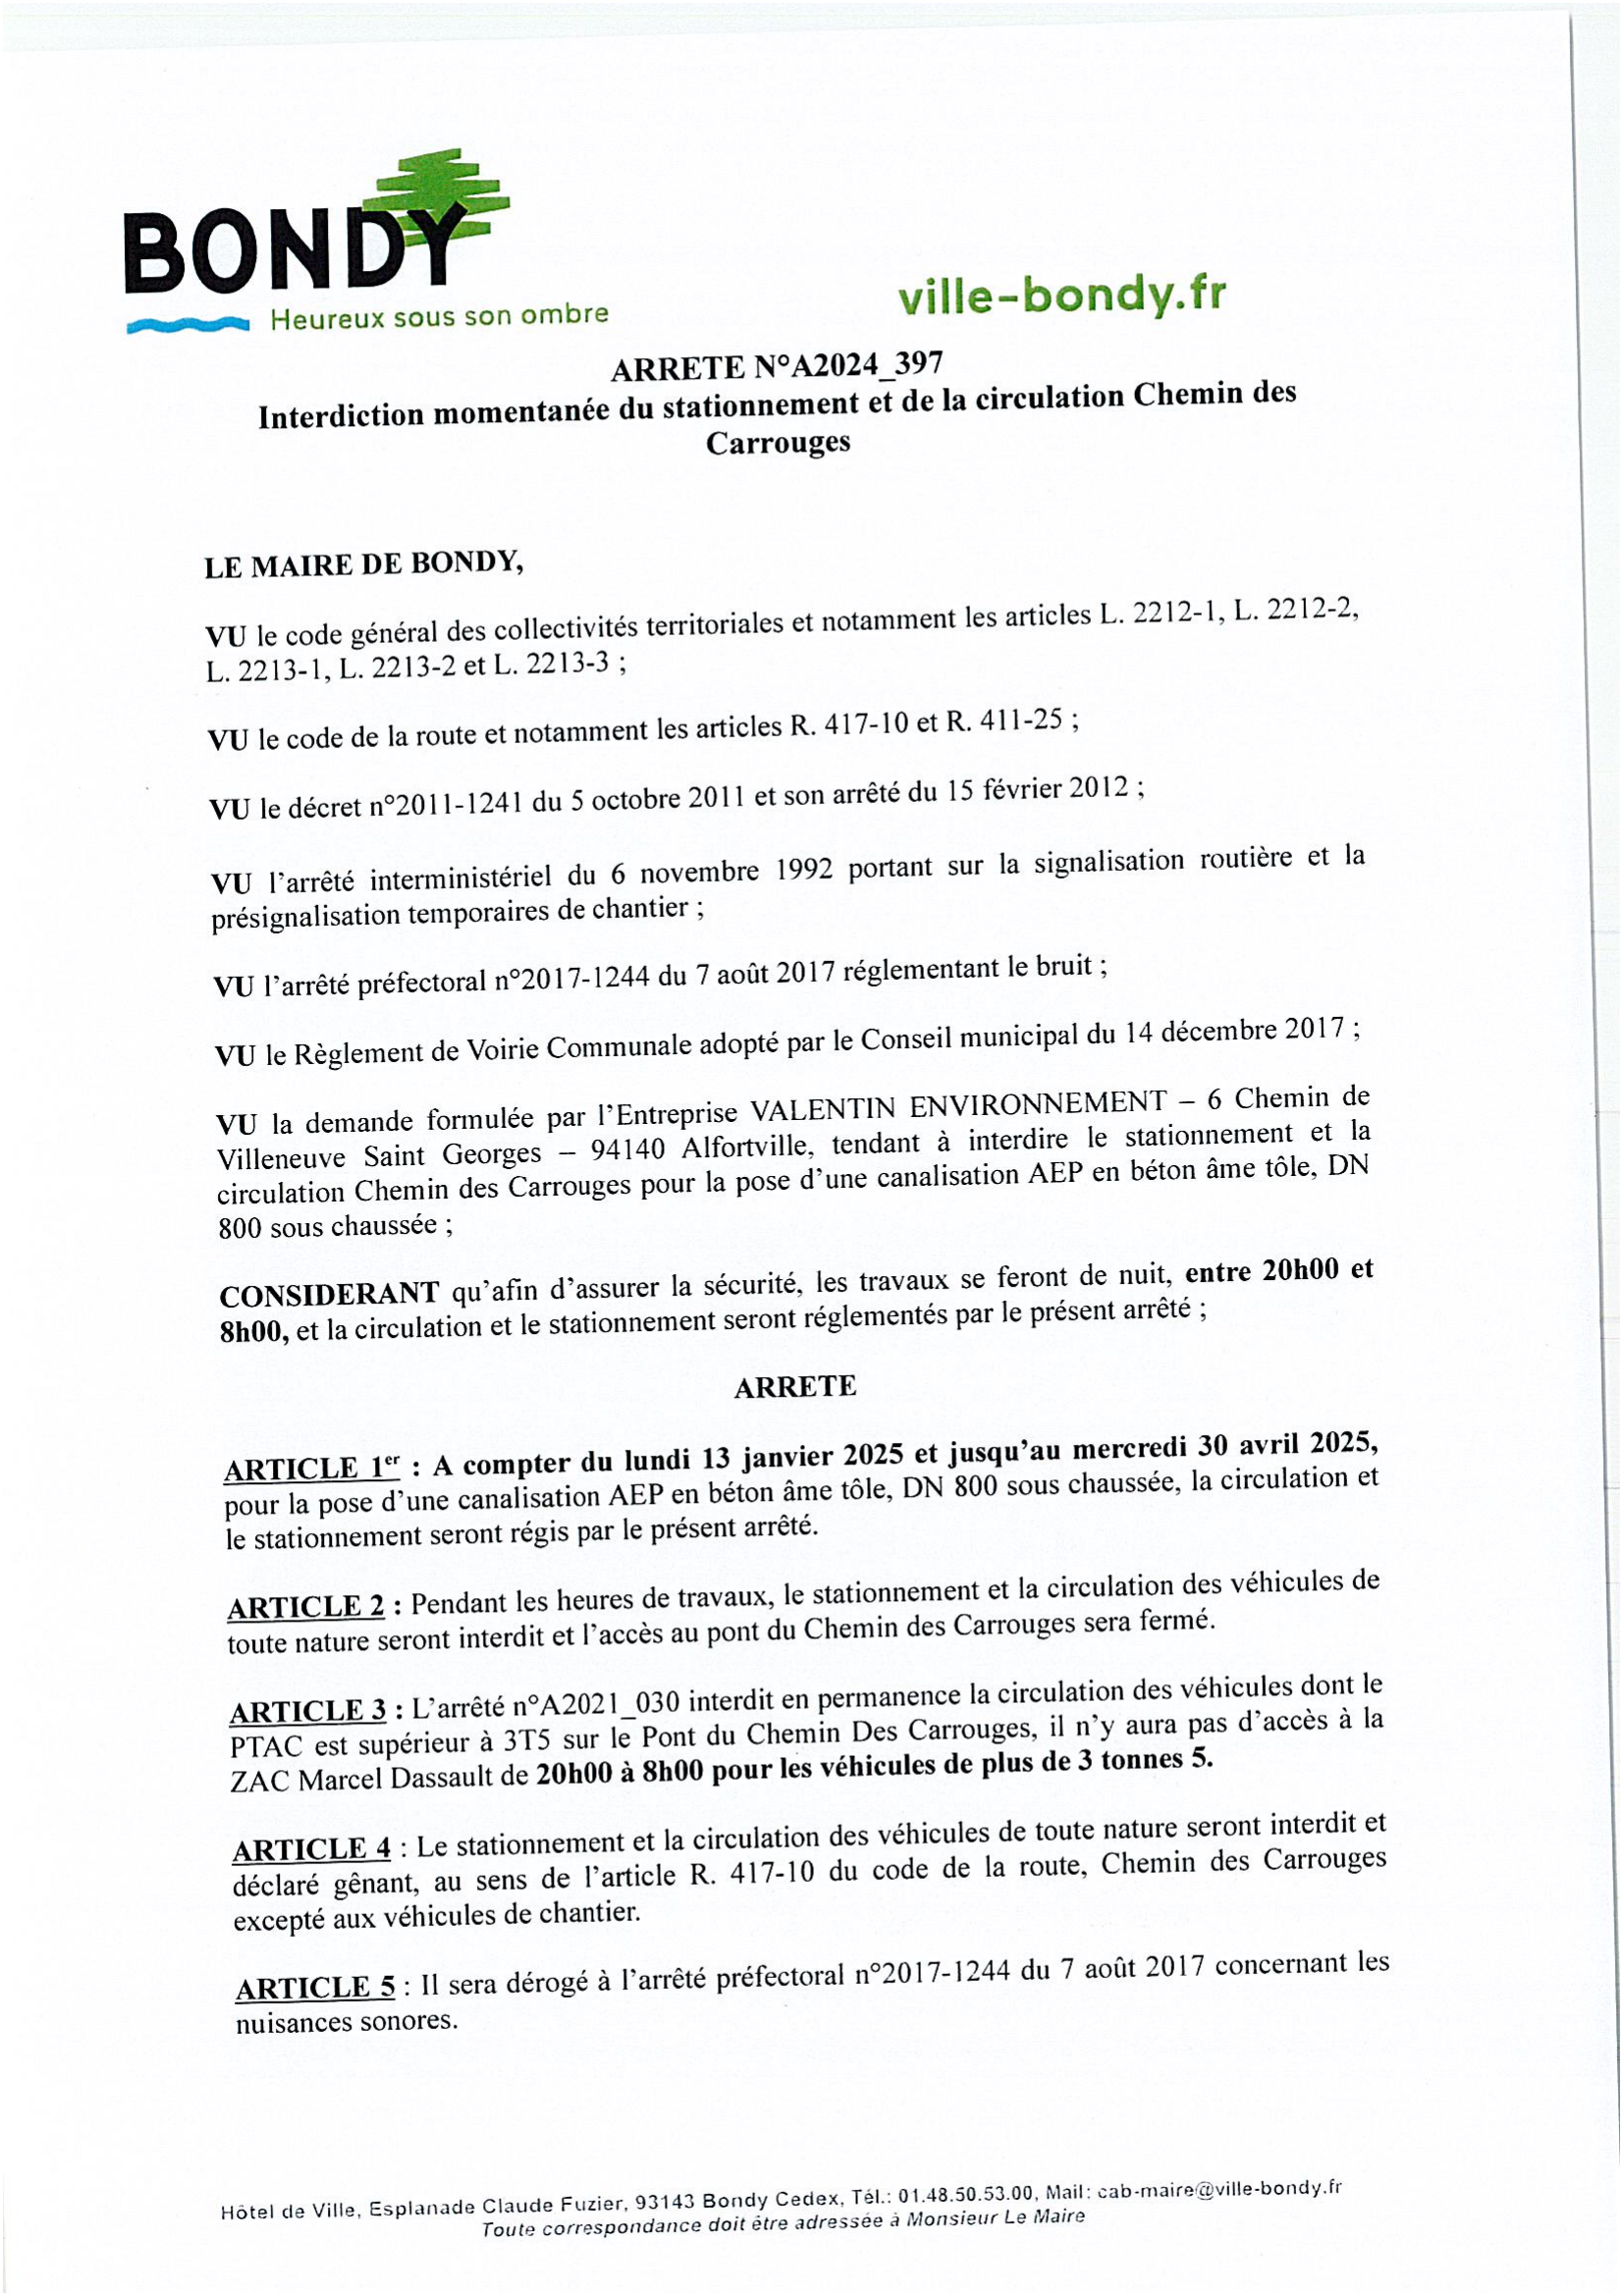 BONDY
Heureux sous son ombre
ville-bondy.fr
ARRETE N°A2024_397
Interdiction momentanée du stationnement et de la circulation Chemin des
Carrouges
LE MAIRE DE BONDY,
VU le code général des collectivités territoriales et notamment les articles L. 2212-1, L. 2212-2,
L. 2213-1, L. 2213-2 et L. 2213-3 ;
VU le code de la route et notamment les articles R. 417-10 et R. 411-25 ;
VU le décret n°2011-1241 du 5 octobre 2011 et son arrêté du 15 février 2012 ;
VU l'arrêté interministériel du 6 novembre 1992 portant sur la signalisation routière et la
présignalisation temporaires de chantier ;
VU l'arrêté préfectoral n°2017-1244 du 7 août 2017 réglementant le bruit ;
VU le Règlement de Voirie Communale adopté par le Conseil municipal du 14 décembre 2017 ;
VU la demande formulée par l'Entreprise VALENTIN ENVIRONNEMENT – 6 Chemin de
Villeneuve Saint Georges – 94140 Alfortville, tendant à interdire le stationnement et la
circulation Chemin des Carrouges pour la pose d'une canalisation AEP en béton âme tôle, DN
800 sous chaussée ;
CONSIDERANT qu'afin d'assurer la sécurité, les travaux se feront de nuit, entre 20h00 et
8h00, et la circulation et le stationnement seront réglementés par le présent arrêté ;
ARRETE
ARTICLE 1er : A compter du lundi 13 janvier 2025 et jusqu'au mercredi 30 avril 2025,
pour la pose d'une canalisation AEP en béton âme tôle, DN 800 sous chaussée, la circulation et
le stationnement seront régis par le présent arrêté.
ARTICLE 2 : Pendant les heures de travaux, le stationnement et la circulation des véhicules de
toute nature seront interdit et l'accès au pont du Chemin des Carrouges sera fermé.
ARTICLE 3 : L'arrêté n°A2021_030 interdit en permanence la circulation des véhicules dont le
PTAC est supérieur à 3T5 sur le Pont du Chemin Des Carrouges, il n'y aura pas d'accès à la
ZAC Marcel Dassault de 20h00 à 8h00 pour les véhicules de plus de 3 tonnes 5.
ARTICLE 4 : Le stationnement et la circulation des véhicules de toute nature seront interdit et
déclaré gênant, au sens de l'article R. 417-10 du code de la route, Chemin des Carrouges
excepté aux véhicules de chantier.
ARTICLE 5 : Il sera dérogé à l'arrêté préfectoral n°2017-1244 du 7 août 2017 concernant les
nuisances sonores.
Hôtel de Ville, Esplanade Claude Fuzier, 93143 Bondy Cedex, Tél.: 01.48.50.53.00, Mail: cab-maire@ville-bondy.fr
Toute correspondance doit être adressée à Monsieur Le Maire